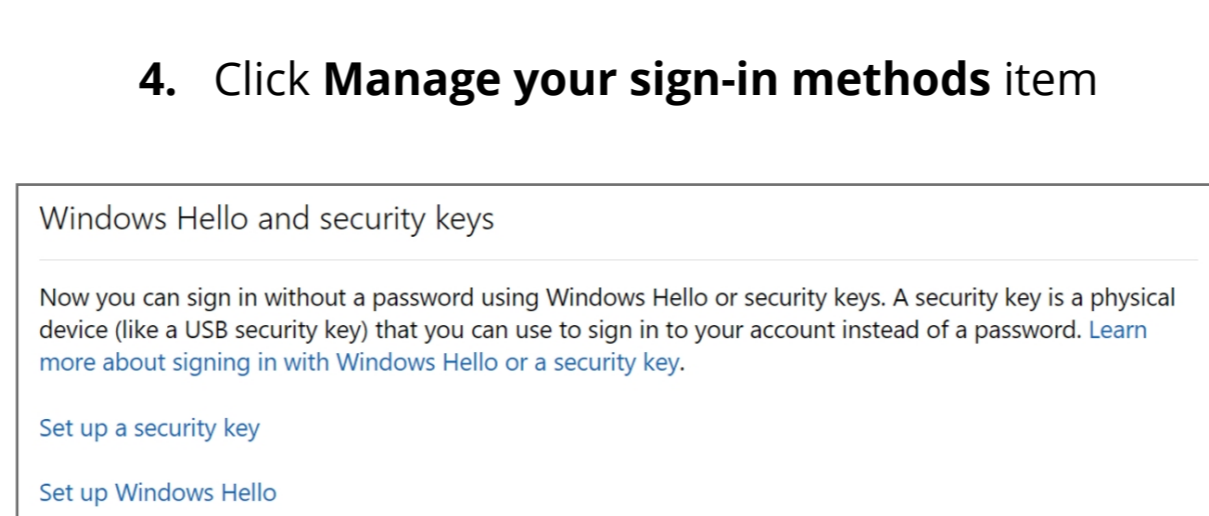 4. Click Manage your sign-in methods item
Windows Hello and security keys
Now you can sign in without a password using Windows Hello or security keys. A security key is a physical
device (like a USB security key) that you can use to sign in to your account instead of a password. Learn
more about signing in with Windows Hello or a security key.
Set up a security key
Set up Windows Hello